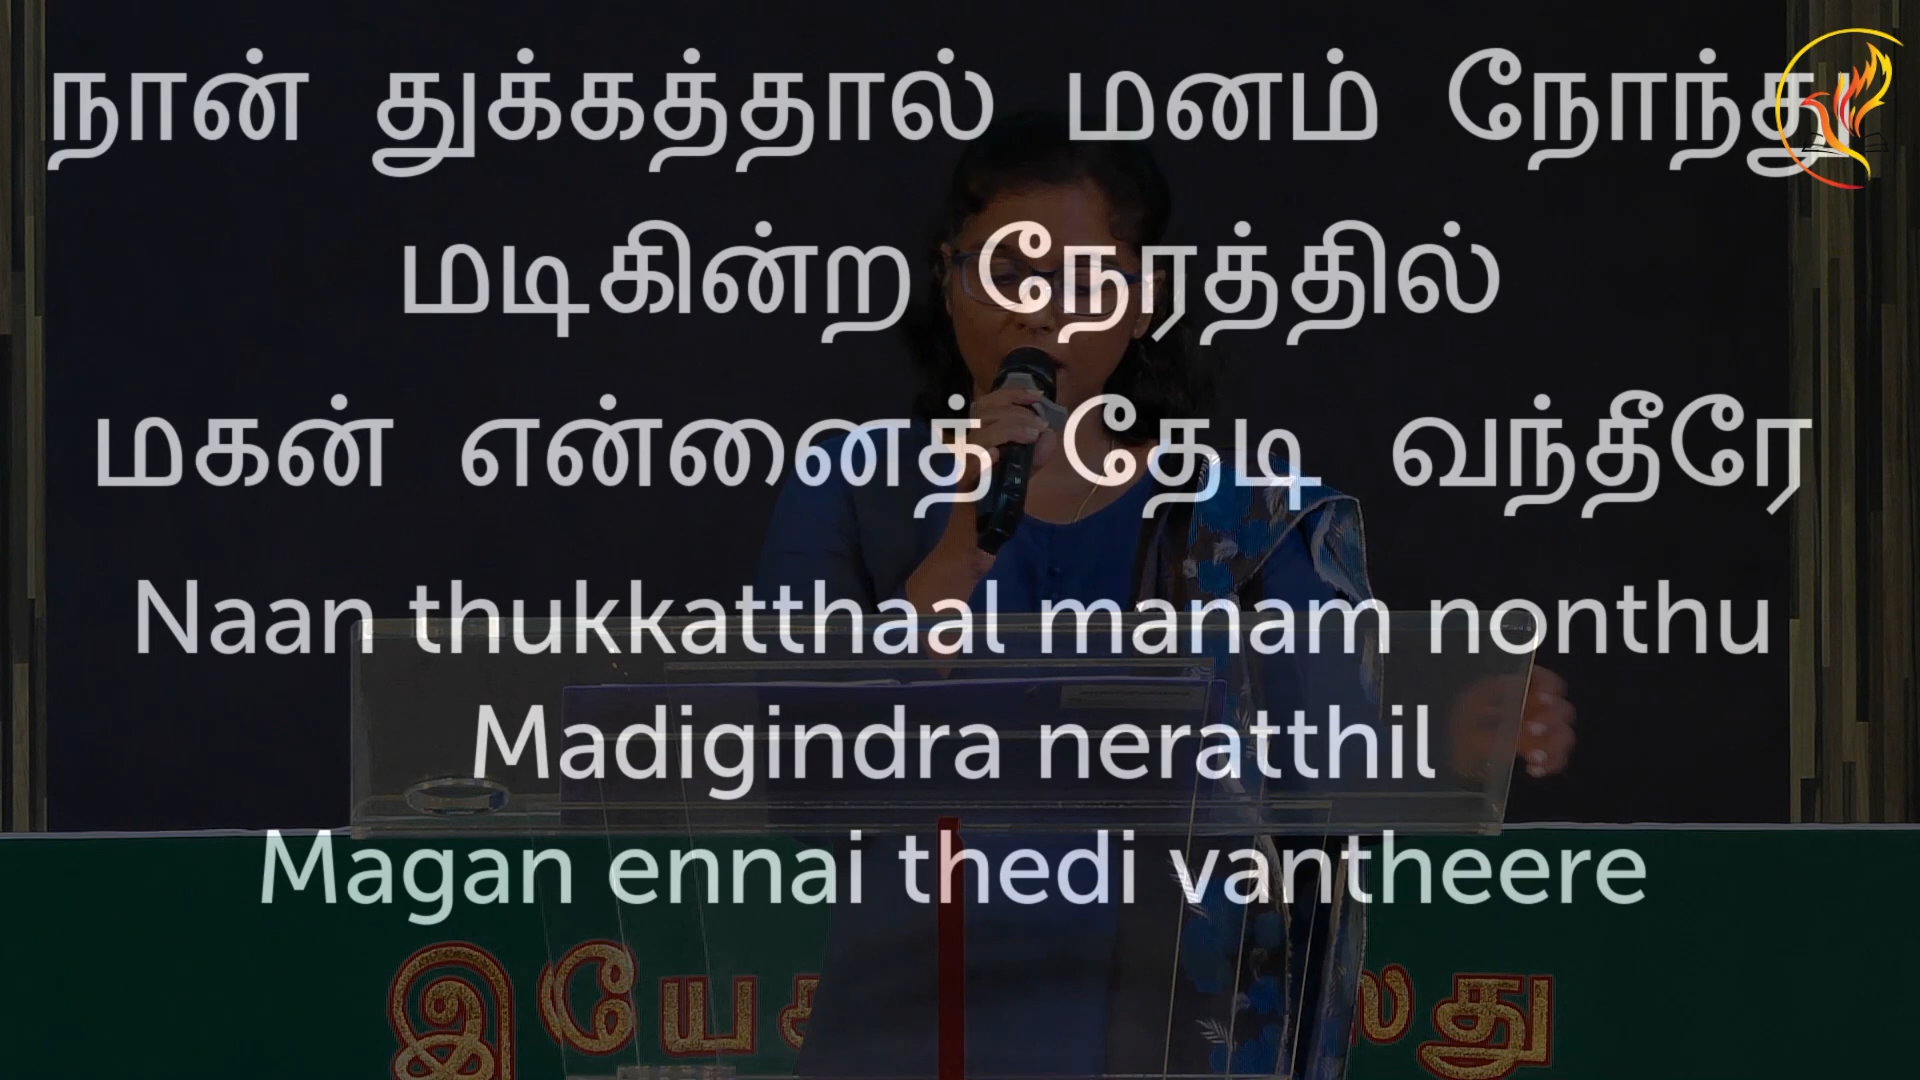 நான் துக்கத்தால் மனம் நோந்து
மடிகின்ற நேரத்தில்
மகன் என்னைத் தேடி வந்தீரே
Naan thukkatthaal manam nonthu
Madigindra neratthil
Magan ennai thedi vantheere